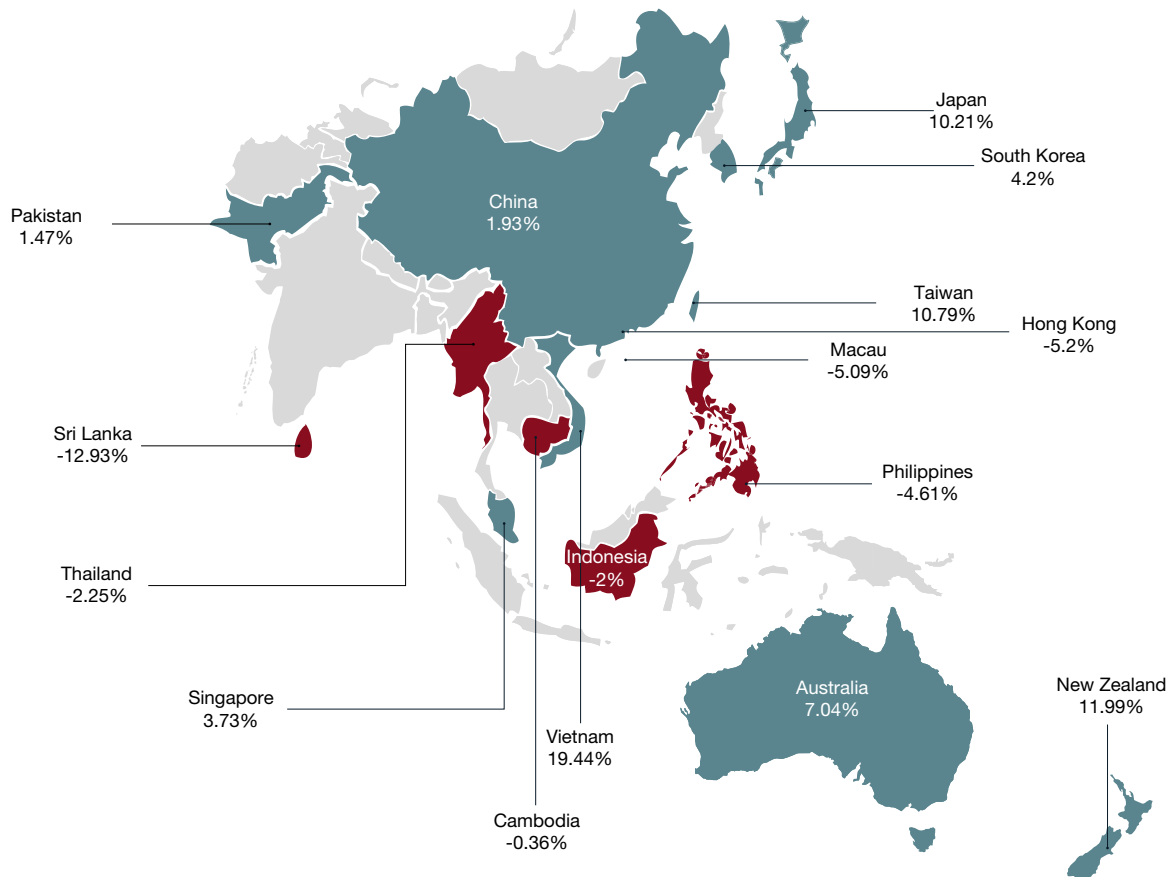 Japan
10.21%
South Korea
4.2%
China
1.93%
Pakistan
1.47%
Taiwan
10.79%
Hong Kong
-5.2%
Macau
-5.09%
Sri Lanka
-12.93%
Philippines
-4.61%
Indonesia
-2%
Thailand
-2.25%
Singapore
3.73%
Australia
7.04%
New Zealand
11.99%
Vietnam
19.44%
Cambodia
-0.36%